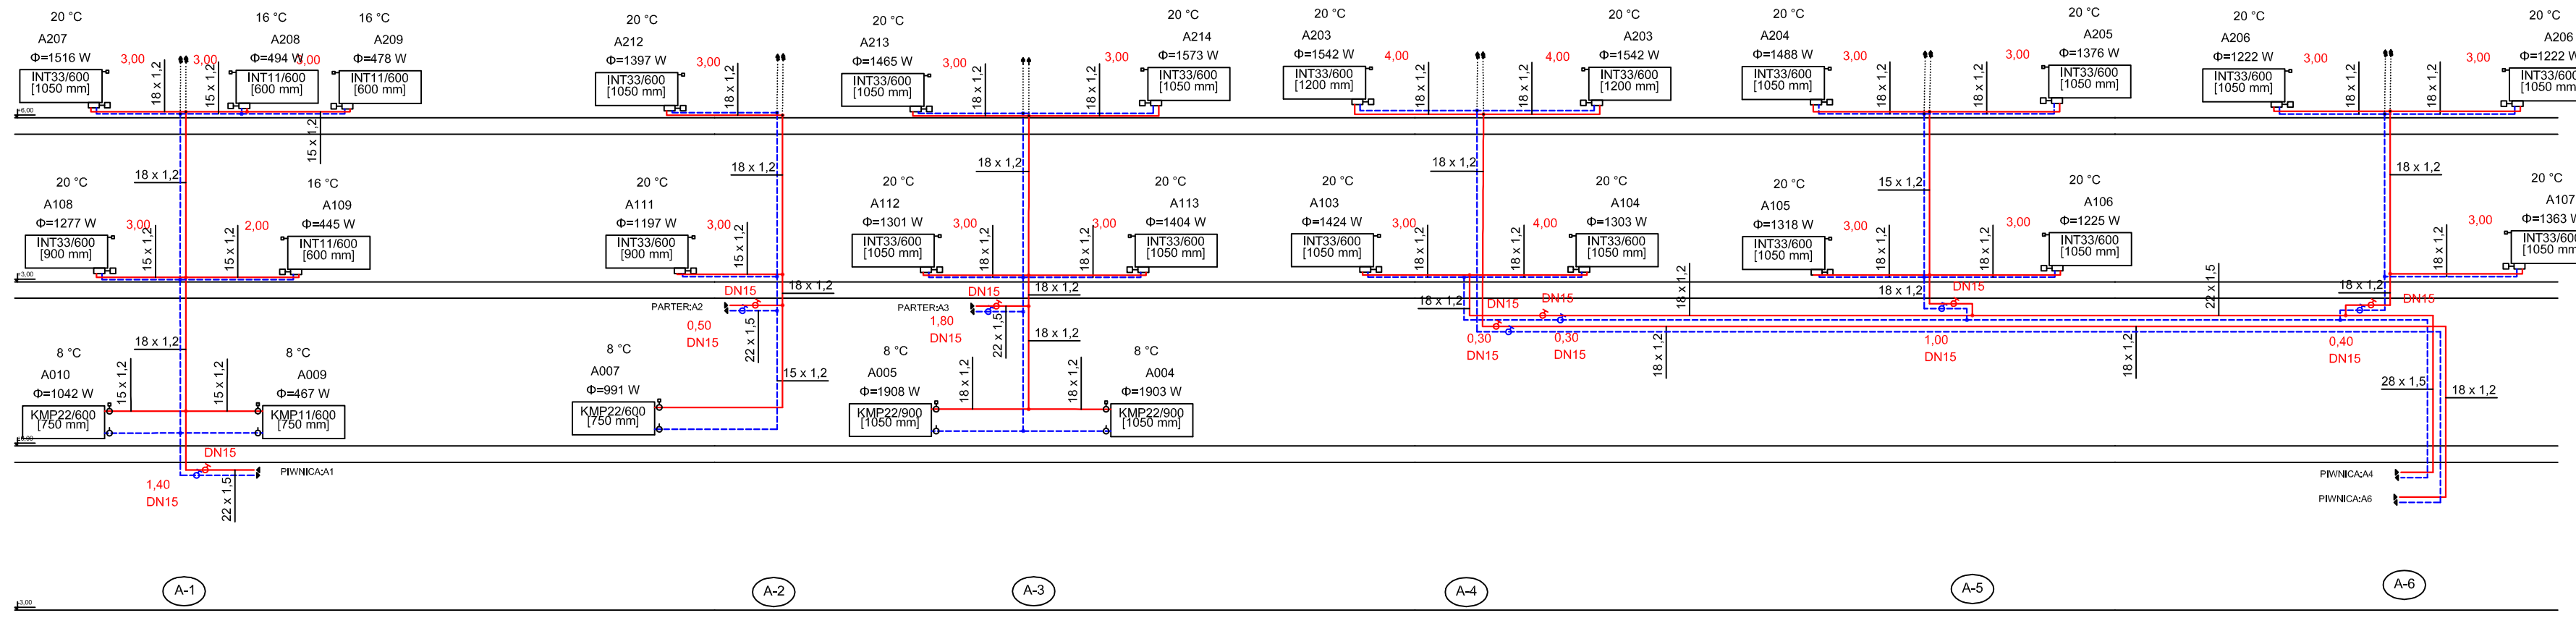 20 °C
A207
Φ=1516 W
INT33/600
[1050 mm]
3,00
18 x 1,2
3,00
15 x 1,2
16 °C
A208
Φ=494 W
INT11/600
[600 mm]
3,00
16 °C
A209
Φ=478 W
INT11/600
[600 mm]
15 x 1,2
20 °C
A212
Φ=1397 W
INT33/600
[1050 mm]
3,00
18 x 1,2
20 °C
A213
Φ=1465 W
INT33/600
[1050 mm]
3,00
18 x 1,2
18 x 1,2
3,00
20 °C
A214
Φ=1573 W
INT33/600
[1050 mm]
20 °C
A203
Φ=1542 W
INT33/600
[1200 mm]
4,00
18 x 1,2
18 x 1,2
4,00
20 °C
A203
Φ=1542 W
INT33/600
[1200 mm]
20 °C
A204
Φ=1488 W
INT33/600
[1050 mm]
3,00
18 x 1,2
18 x 1,2
3,00
20 °C
A205
Φ=1376 W
INT33/600
[1050 mm]
20 °C
A206
Φ=1222 W
INT33/600
[1050 mm]
3,00
18 x 1,2
18 x 1,2
3,00
20 °C
A206
Φ=1222 W
INT33/600
[1050 mm
6,00
18 x 1,2
18 x 1,2
18 x 1,2
18 x 1,2
15 x 1,2
18 x 1,2
20 °C
A108
Φ=1277 W
INT33/600
[900 mm]
3,00
15 x 1,2
15 x 1,2
2,00
16 °C
A109
Φ=445 W
INT11/600
[600 mm]
20 °C
A111
Φ=1197 W
INT33/600
[900 mm]
3,00
15 x 1,2
20 °C
A112
Φ=1301 W
INT33/600
[1050 mm]
3,00
18 x 1,2
18 x 1,2
3,00
20 °C
A113
Φ=1404 W
INT33/600
[1050 mm]
20 °C
A103
Φ=1424 W
INT33/600
[1050 mm]
3,00
18 x 1,2
18 x 1,2
4,00
20 °C
A104
Φ=1303 W
INT33/600
[1050 mm]
20 °C
A105
Φ=1318 W
INT33/600
[1050 mm]
3,00
18 x 1,2
18 x 1,2
3,00
20 °C
A106
Φ=1225 W
INT33/600
[1050 mm]
3,00
18 x 1,2
20 °C
A107
Φ=1363 W
INT33/600
[1050 mm
3,00
18 x 1,2
DN15
PARTER:A2
0,50
DN15
22 x 1,5
18 x 1,2
DN15
PARTER:A3
1,80
DN15
22 x 1,5
18 x 1,2
18 x 1,2
DN15
DN15
0,30
DN15
0,30
DN15
18 x 1,2
18 x 1,2
18 x 1,2
DN15
1,00
DN15
22 x 1,5
18 x 1,2
18 x 1,2
DN15
0,40
DN15
18 x 1,2
8 °C
A010
Φ=1042 W
KMP22/600
[750 mm]
15 x 1,2
15 x 1,2
8 °C
A009
Φ=467 W
KMP11/600
[750 mm]
8 °C
A007
Φ=991 W
KMP22/600
[750 mm]
15 x 1,2
8 °C
A005
Φ=1908 W
KMP22/900
[1050 mm]
18 x 1,2
18 x 1,2
8 °C
A004
Φ=1903 W
KMP22/900
[1050 mm]
28 x 1,5
18 x 1,2
DN15
1,40
DN15
22 x 1,5
PIWNICA:A1
PIWNICA:A4
PIWNICA:A6
A-1
A-2
A-3
A-4
A-5
A-6
3,00